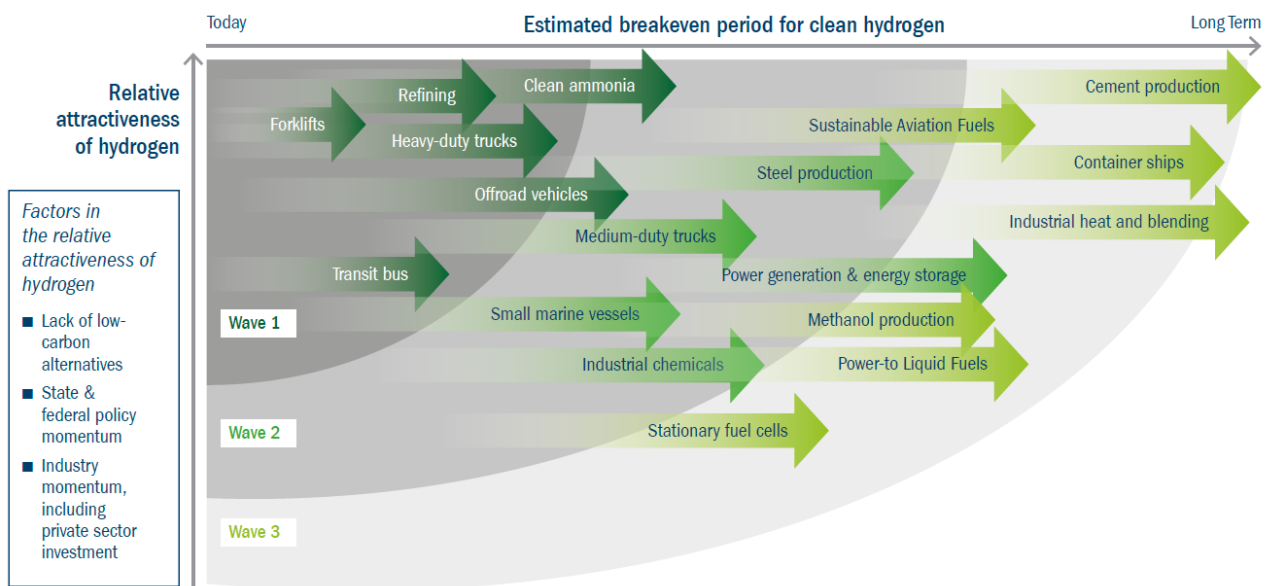 Today
Estimated breakeven period for clean hydrogen
Long Term
Relative
attractiveness
of hydrogen
Factors in
the relative
attractiveness of
hydrogen
■ Lack of low-
carbon
alternatives
■ State &
federal policy
momentum
■ Industry
momentum,
including
private sector
investment
Clean ammonia
Cement production
Refining
Forklifts
Sustainable Aviation Fuels
Heavy-duty trucks
Container ships
Steel production
Offroad vehicles
Industrial heat and blending
Medium-duty trucks
Transit bus
Power generation & energy storage
Small marine vessels
Methanol production
Wave 1
Industrial chemicals
Power-to Liquid Fuels
Stationary fuel cells
Wave 2
Wave 3